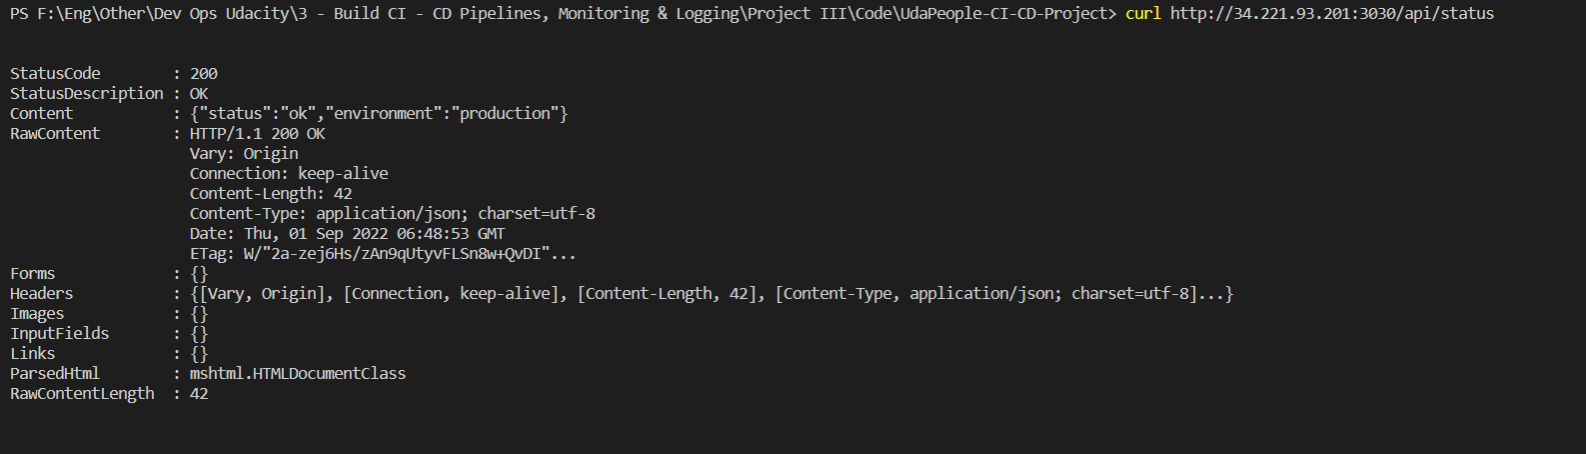 PS F:\Eng\Other\Dev Ops Udacity\3 - Build CI - CD Pipelines, Monitoring & Logging\Project III\Code\UdaPeople-CI-CD-Project> curl http://34.221.93.201:3030/api/status
StatusCode        : 200
StatusDescription : OK
Content           : {"status":"ok","environment":"production"}
RawContent        : HTTP/1.1 200 OK
                    Vary: Origin
                    Connection: keep-alive
                    Content-Length: 42
                    Content-Type: application/json; charset=utf-8
                    Date: Thu, 01 Sep 2022 06:48:53 GMT
                    ETag: W/"2a-zej6Hs/zAn9qUtyvFLSn8w+QvDI"...
Forms             : {}
Headers           : {[Vary, Origin], [Connection, keep-alive], [Content-Length, 42], [Content-Type, application/json; charset=utf-8]...}
Images            : {}
InputFields       : {}
Links             : {}
ParsedHtml        : mshtml.HTMLDocumentClass
RawContentLength  : 42